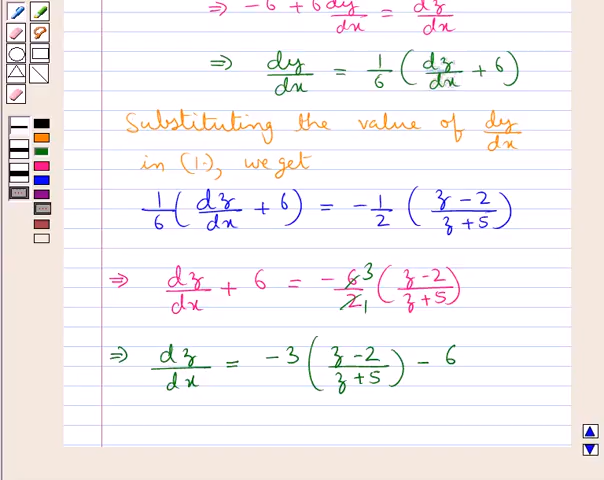 ⇒ -6 + 6 dy/dx = dz/dx
⇒ dy/dx = 1/6 ( dz/dx + 6 )
Substituting the value of dy/dx
in (1.), we get
1/6 ( dz/dx + 6 ) = -1/2 ( z-2 / z+5 )
⇒ dz/dx + 6 = - 6 3 / 2 1 ( z-2 / z+5 )
⇒ dz/dx = -3 ( z-2 / z+5 ) - 6